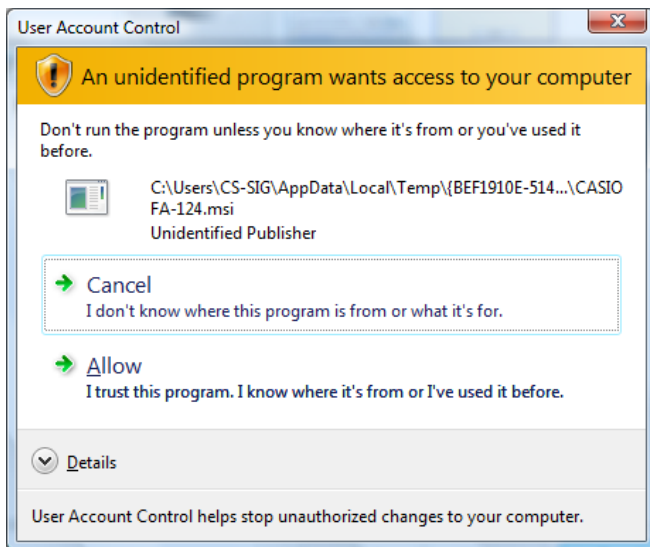 User Account Control
An unidentified program wants access to your computer
Don't run the program unless you know where it's from or you've used it
before.
C:\Users\CS-SIG\AppData\Local\Temp\{BEF1910E-514...\CASIO
FA-124.msi
Unidentified Publisher
Cancel
I don't know where this program is from or what it's for.
Allow
I trust this program. I know where it's from or I've used it before.
Details
User Account Control helps stop unauthorized changes to your computer.